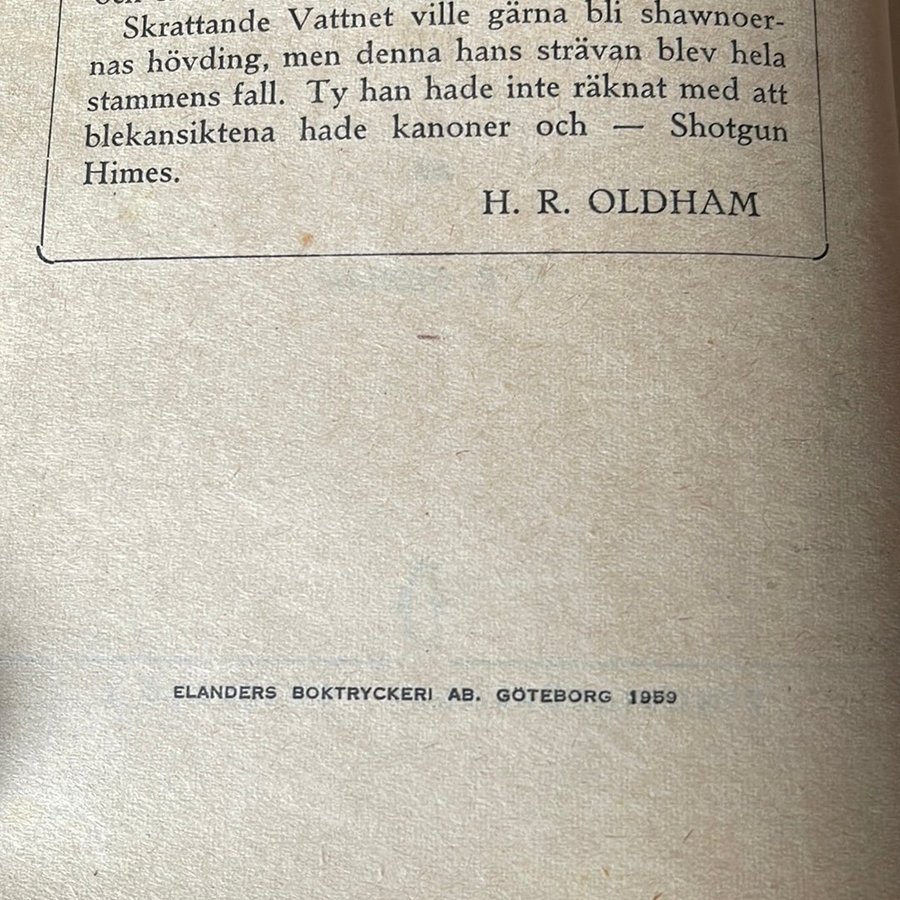 Skrattande Vattnet ville gärna bli shawnoer-
nas hövding, men denna hans strävan blev hela
stammens fall. Ty han hade inte räknat med att
blekansiktena hade kanoner och — Shotgun
Himes.
H. R. OLDHAM
ELANDERS BOKTRYCKERI AB. GÖTEBORG 1959